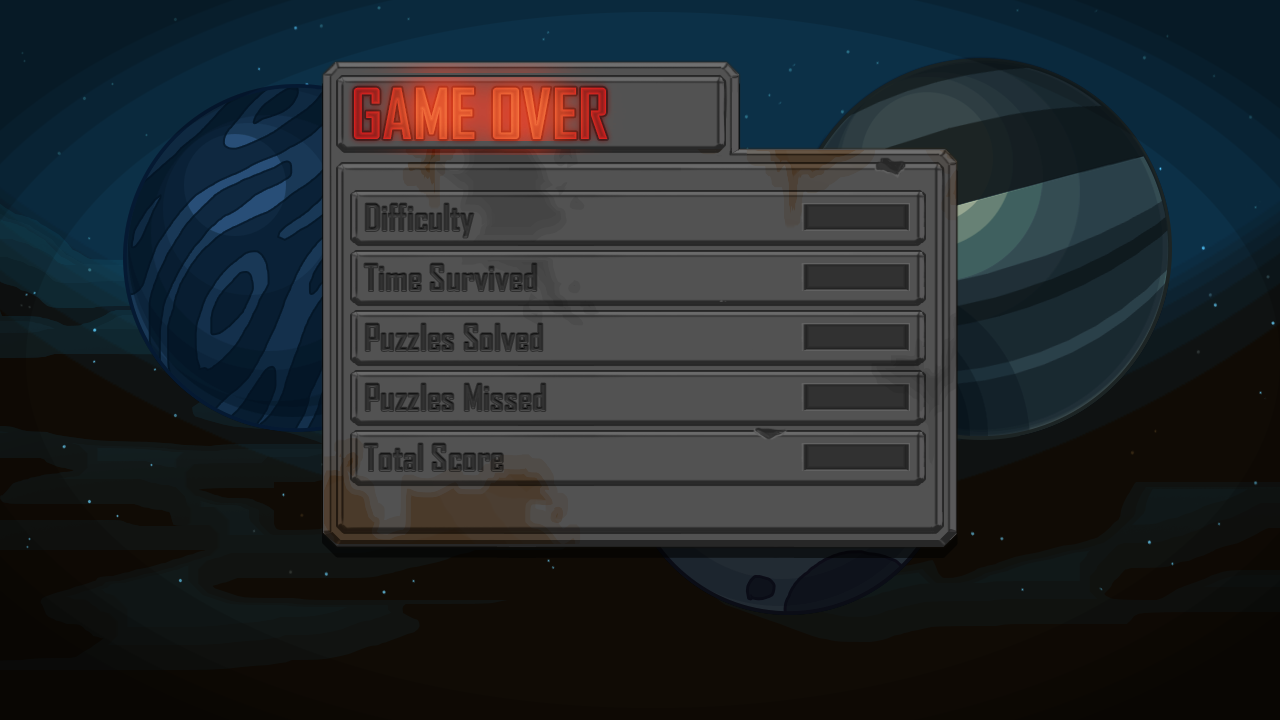 GAME OVER
Difficulty
Time Survived
Puzzles Solved
Puzzles Missed
Total Score